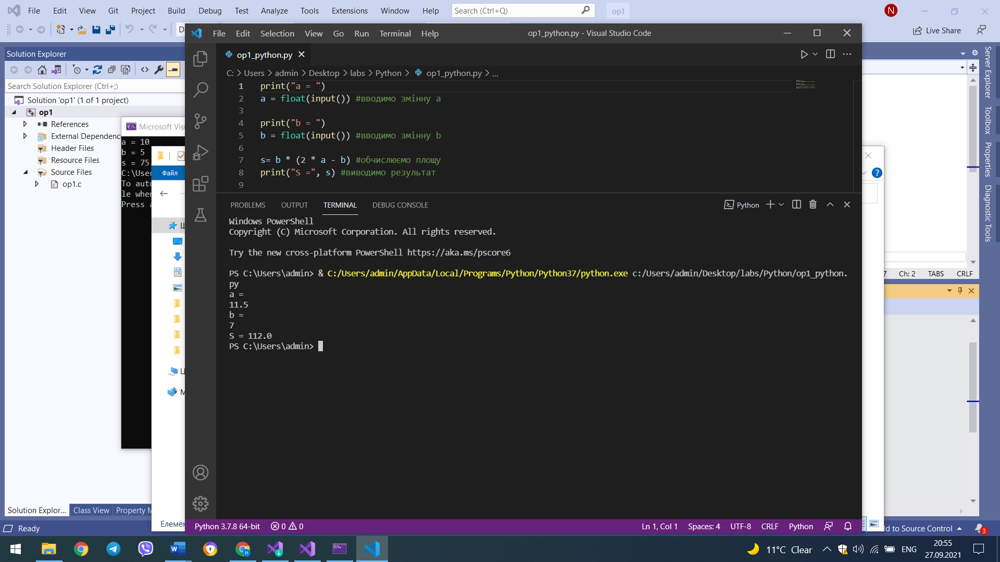 File Edit View Git Project Build Debug Test Analyze Tools Extensions Window Help Search (Ctrl+Q) op1 N
Live Share
Solution Explorer
Search Solution Explorer (Ctrl+;)
Solution 'op1' (1 of 1 project)
op1
References
External Dependenc
Header Files
Resource Files
Source Files
op1.c
Microsoft Visu
a = 10
b = 5
s = 75
C:\User
To auto
le when
Press a
Файл
Елемен
File Edit Selection View Go Run Terminal Help op1_python.py - Visual Studio Code
op1_python.py
C: > Users > admin > Desktop > labs > Python > op1_python.py > ...
1 print("a = ")
2 a = float(input()) #вводимо змінну a
3
4 print("b = ")
5 b = float(input()) #вводимо змінну b
6
7 s= b * (2 * a - b) #обчислюємо площу
8 print("S =", s) #виводимо результат
9
PROBLEMS OUTPUT TERMINAL DEBUG CONSOLE Python
Windows PowerShell
Copyright (C) Microsoft Corporation. All rights reserved.
Try the new cross-platform PowerShell https://aka.ms/pscore6
PS C:\Users\admin> & C:/Users/admin/AppData/Local/Programs/Python/Python37/python.exe c:/Users/admin/Desktop/labs/Python/op1_python.
py
a =
11.5
b =
7
S = 112.0
PS C:\Users\admin>
Python 3.7.8 64-bit 0 0 Ln 1, Col 1 Spaces: 4 UTF-8 CRLF Python
Server Explorer
Toolbox
Properties
Diagnostic Tools
7 Ch: 2 TABS CRLF
Solution Explor... Class View Property M
Ready
d to Source Control 3
11°C Clear ENG 20:55
27.09.2021